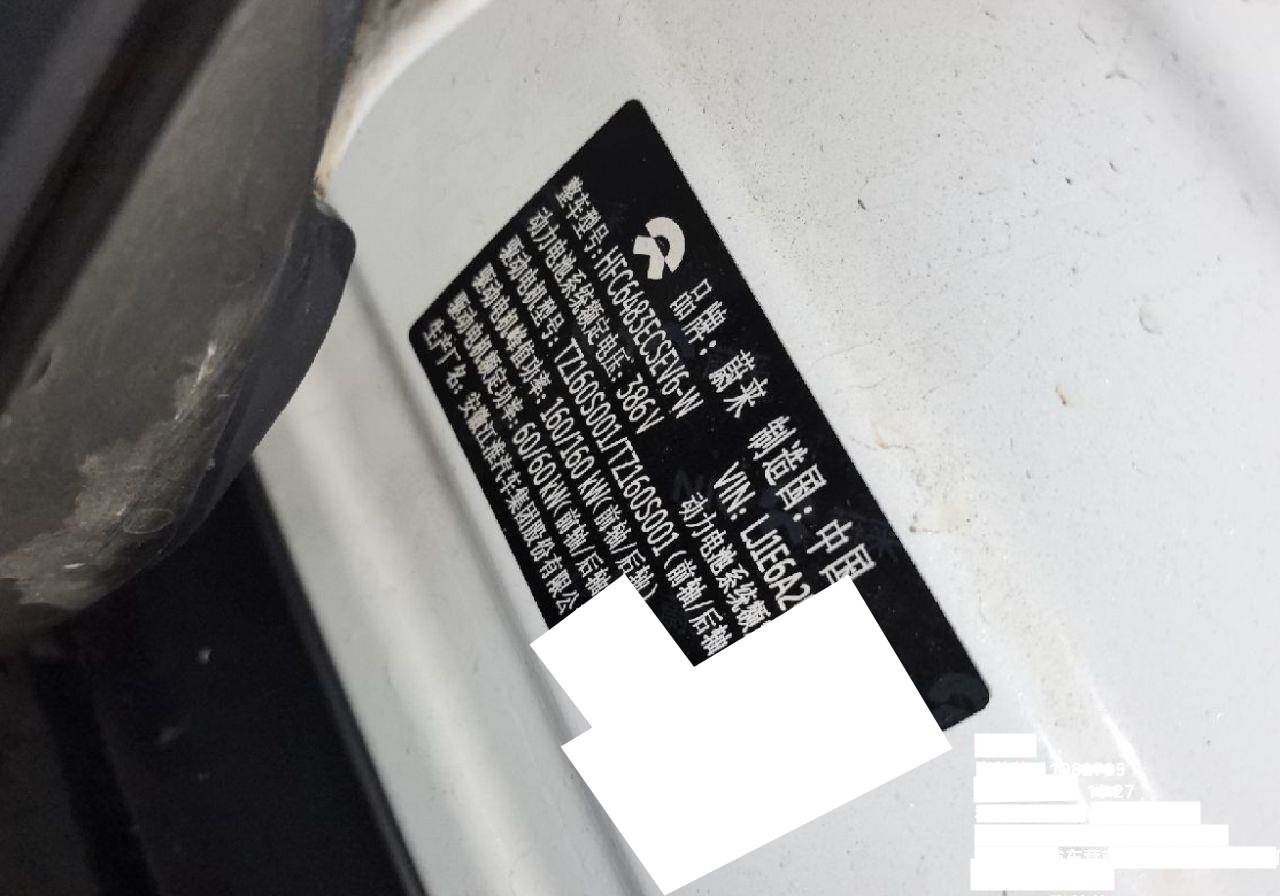 品牌：蔚来 制造国：中国
整车型号：HFC6483ECSEV6-W VIN：LJ1E6A2
动力电池系统额定电压：386V 动力电池系统额
驱动电机型号：TZ160S001/TZ160S001（前轴/后轴
驱动电机峰值功率：160/160 kW（前轴/后轴）
驱动电机额定功率：60/60 kW（前轴/后轴
生产厂名：安徽江淮汽车集团股份有限公